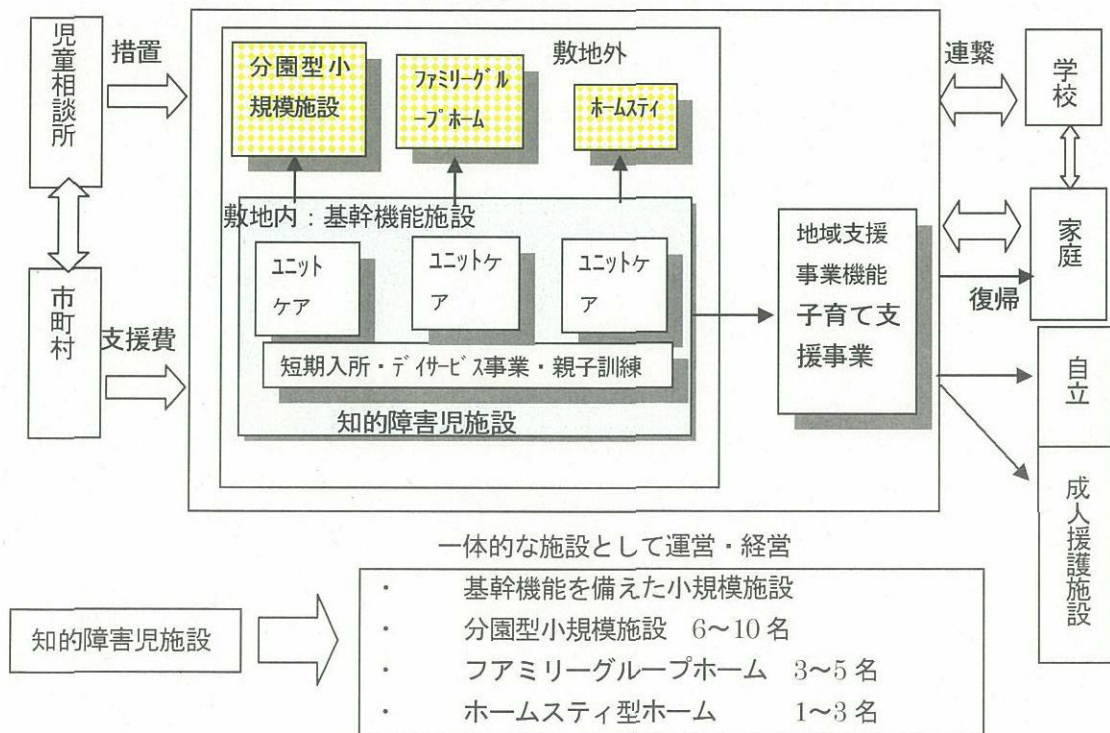 児童相談所
措置
市町村
支援費
分園型小
規模施設
ファミリーグル
ープホーム
敷地外
ホームスティ
敷地内：基幹機能施設
ユニット
ケア
ユニットケ
ア
ユニットケ
ア
短期入所・デイサービス事業・親子訓練
知的障害児施設
地域支援
事業機能
子育て支
援事業
連繋
学校
家庭
復帰
自立
成人援護施設
一体的な施設として運営・経営
知的障害児施設
・ 基幹機能を備えた小規模施設
・ 分園型小規模施設 6～10名
・ フアミリーグループホーム 3～5名
・ ホームスティ型ホーム 1～3名